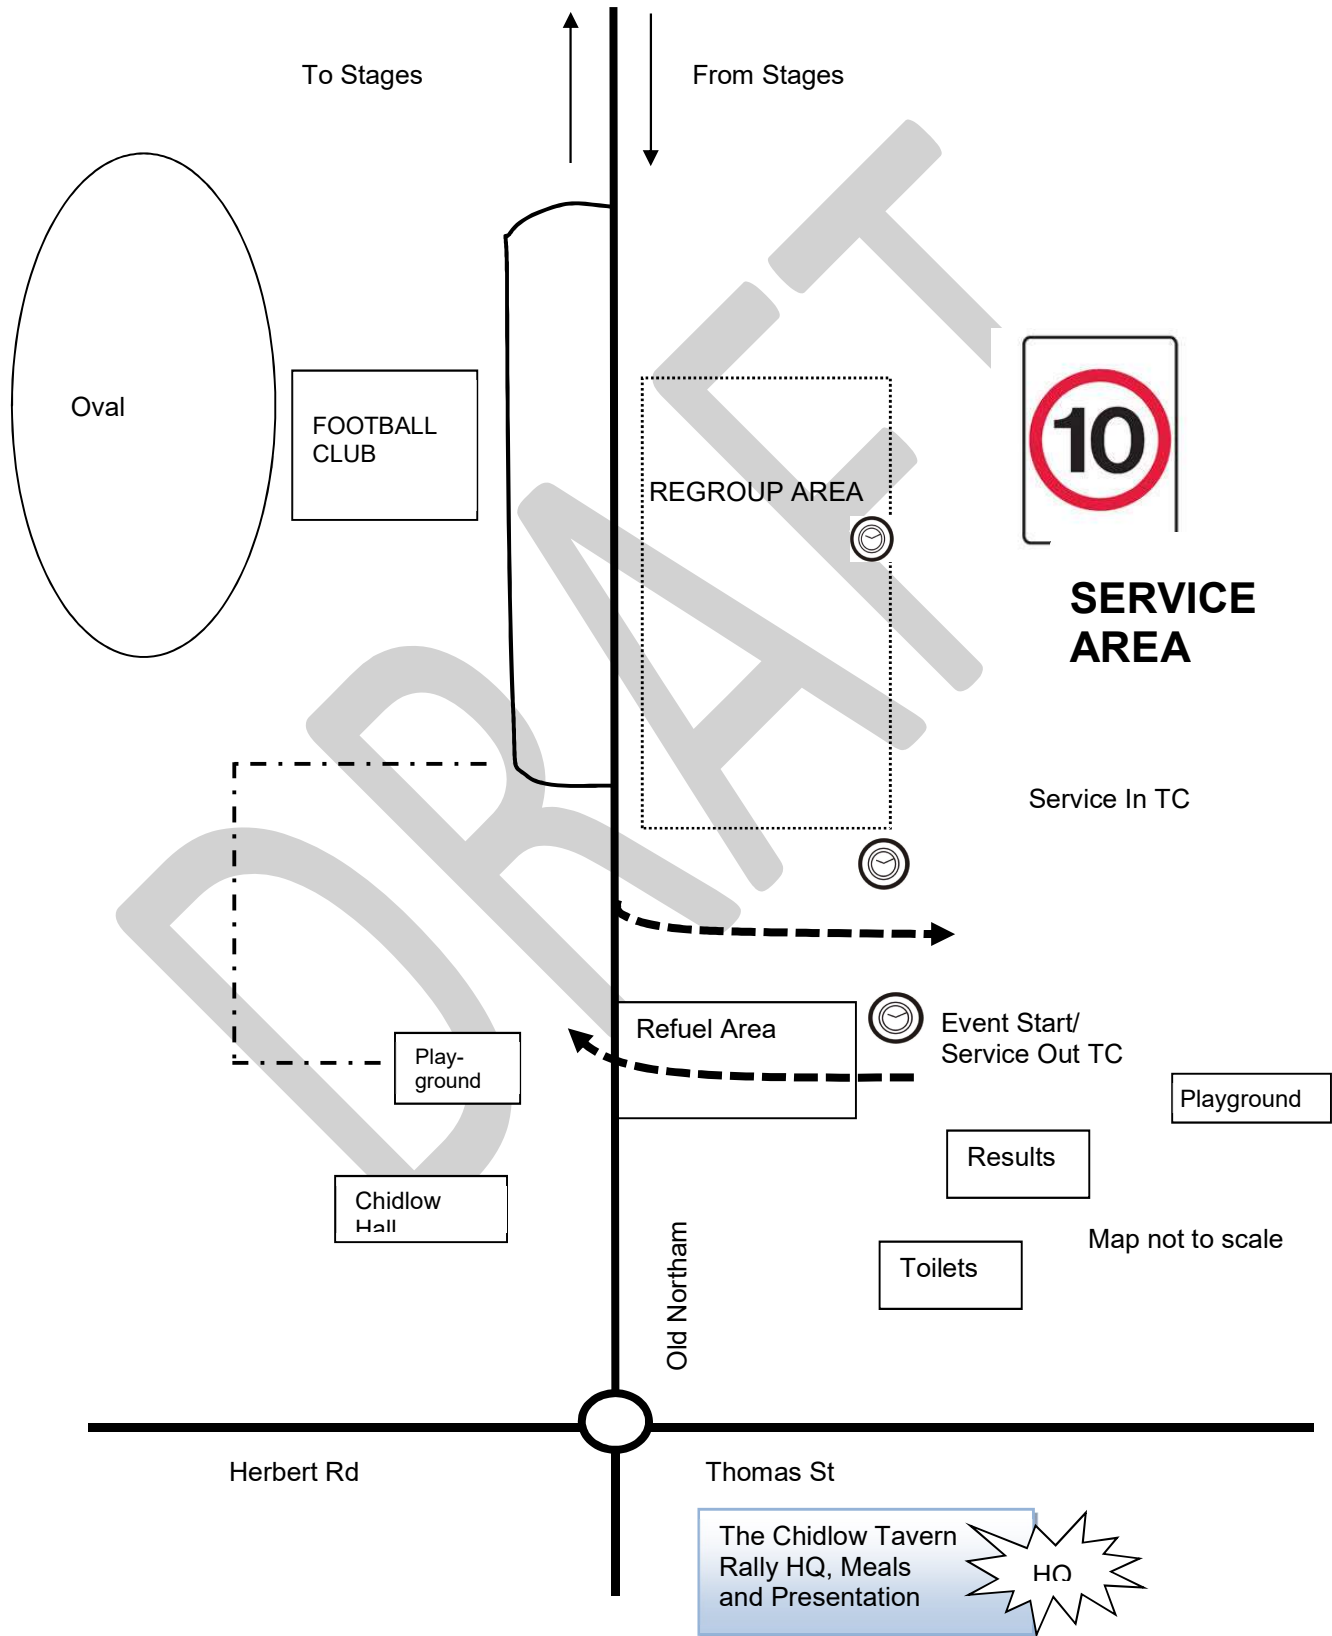 To Stages
From Stages
Oval
FOOTBALL
CLUB
REGROUP AREA
10
SERVICE
AREA
Service In TC
Refuel Area
Event Start/
Service Out TC
Play-
ground
Playground
Results
Chidlow
Hall
Map not to scale
Toilets
Old Northam
Herbert Rd
Thomas St
The Chidlow Tavern
Rally HQ, Meals
and Presentation
HQ
DRAFT